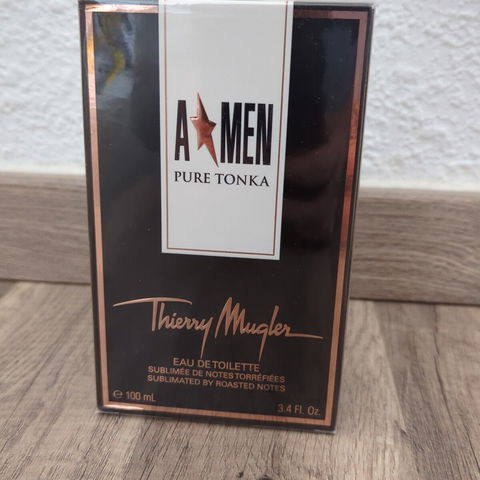 A★MEN
PURE TONKA
Thierry Mugler
EAU DE TOILETTE
SUBLIMÉE DE NOTES TORRÉFIÉES
SUBLIMATED BY ROASTED NOTES
℮ 100 mL
3.4 FL. Oz.